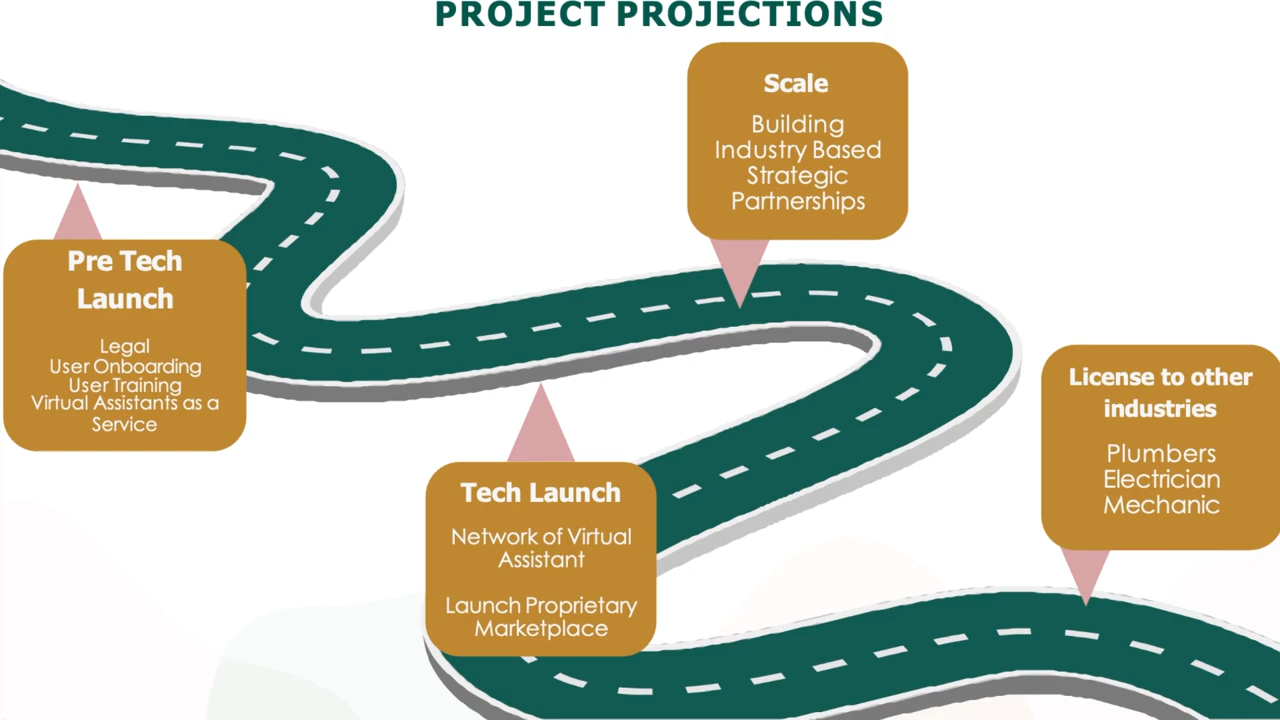 PROJECT PROJECTIONS
Pre Tech
Launch
Legal
User Onboarding
User Training
Virtual Assistants as a
Service
Tech Launch
Network of Virtual
Assistant
Launch Proprietary
Marketplace
Scale
Building
Industry Based
Strategic
Partnerships
License to other
industries
Plumbers
Electrician
Mechanic